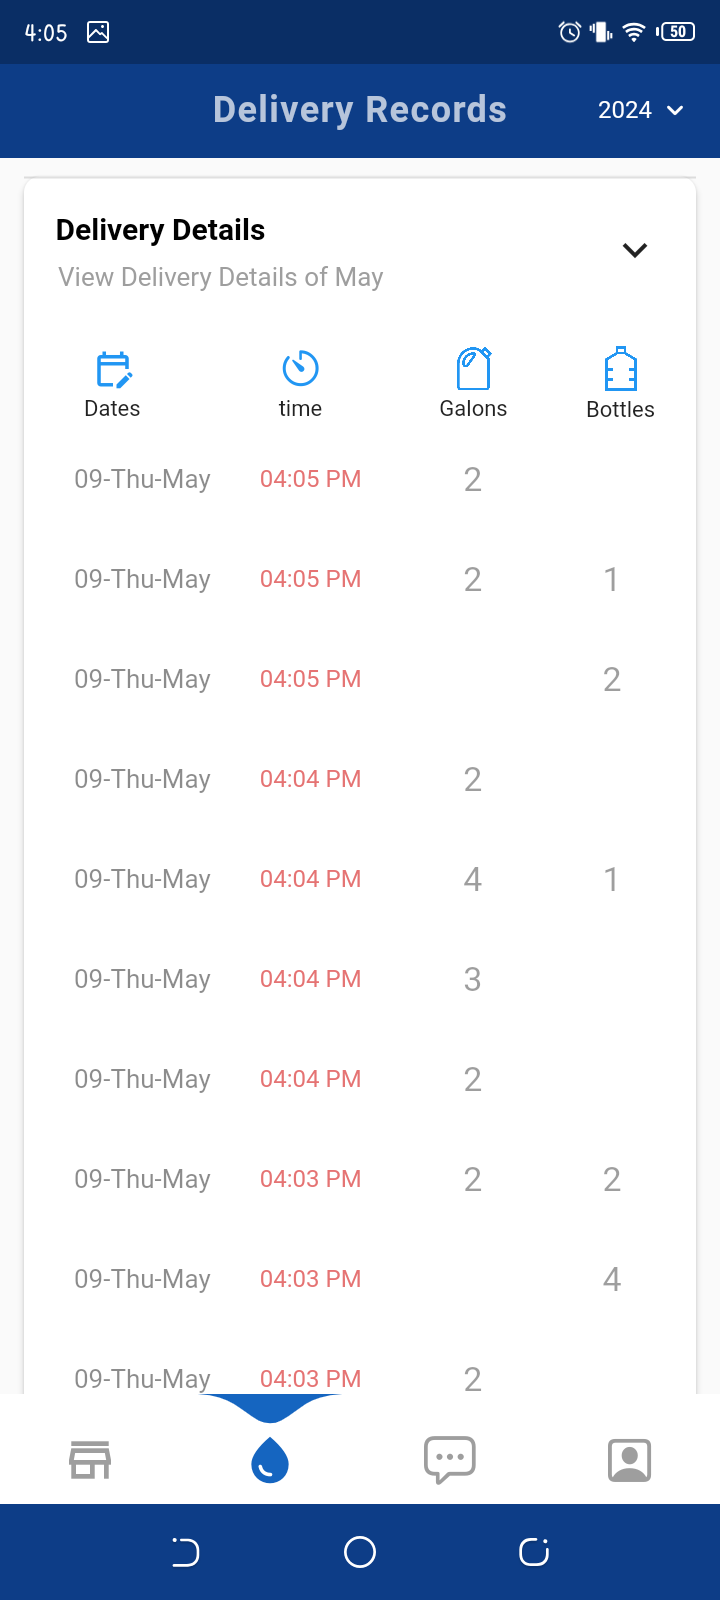 4:05 50
Delivery Records 2024
Delivery Details
View Delivery Details of May
Dates time Galons Bottles
09-Thu-May 04:05 PM 2
09-Thu-May 04:05 PM 2 1
09-Thu-May 04:05 PM 2
09-Thu-May 04:04 PM 2
09-Thu-May 04:04 PM 4 1
09-Thu-May 04:04 PM 3
09-Thu-May 04:04 PM 2
09-Thu-May 04:03 PM 2 2
09-Thu-May 04:03 PM 4
09-Thu-May 04:03 PM 2